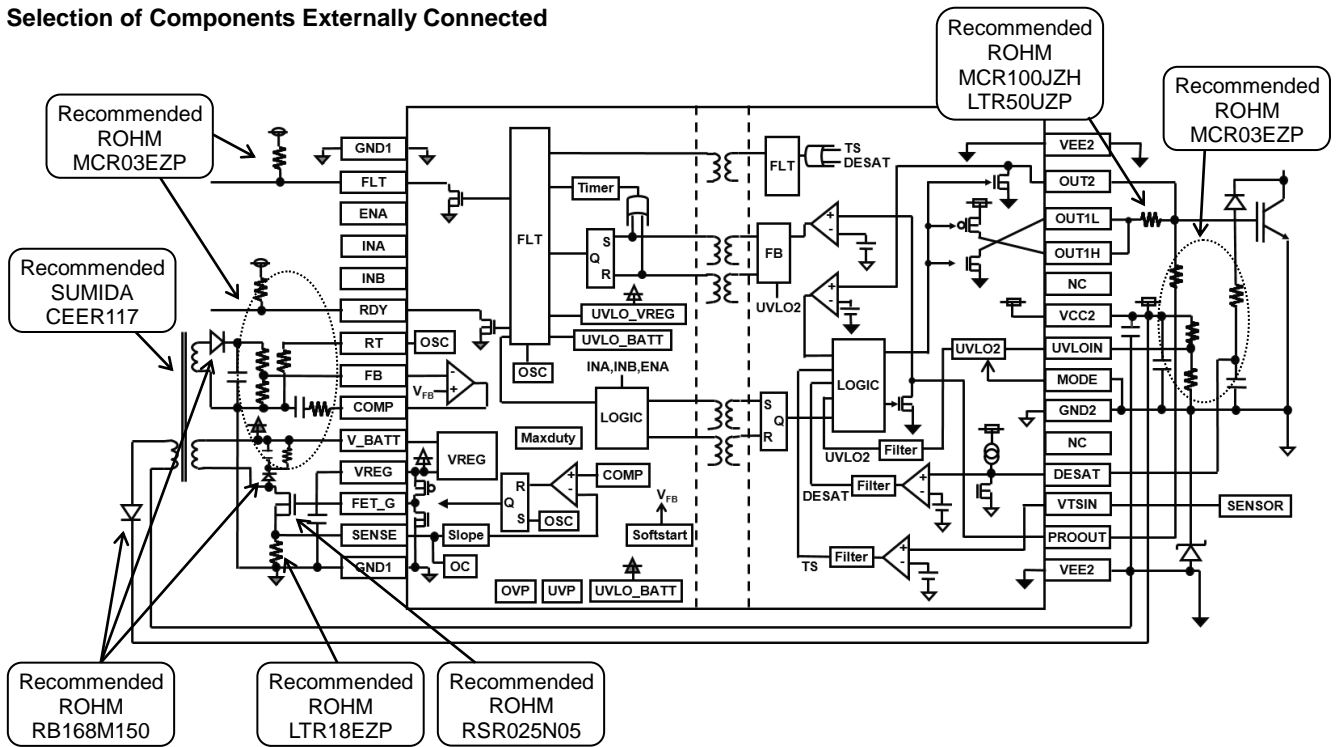 Selection of Components Externally Connected
Recommended
ROHM
MCR100JZH
LTR50UZP
Recommended
ROHM
MCR03EZP
Recommended
ROHM
MCR03EZP
Recommended
SUMIDA
CEER117
GND1
FLT
ENA
INA
INB
RDY
RT
FB
COMP
V_BATT
VREG
FET_G
SENSE
GND1
OSC
V_FB
-
+
VREG
Slope
OC
FLT
OSC
Timer
S
Q
R
UVLO_VREG
UVLO_BATT
INA,INB,ENA
LOGIC
Maxduty
R
Q
S
OSC
+
-
COMP
V_FB
Softstart
OVP
UVP
UVLO_BATT
FLT
TS
DESAT
FB
UVLO2
+
-
+
-
LOGIC
UVLO2
S
Q
R
UVLO2
Filter
DESAT
Filter
+
-
TS
Filter
+
-
VEE2
OUT2
OUT1L
OUT1H
NC
VCC2
UVLOIN
MODE
GND2
NC
DESAT
VTSIN
PROOUT
VEE2
SENSOR
Recommended
ROHM
RB168M150
Recommended
ROHM
LTR18EZP
Recommended
ROHM
RSR025N05